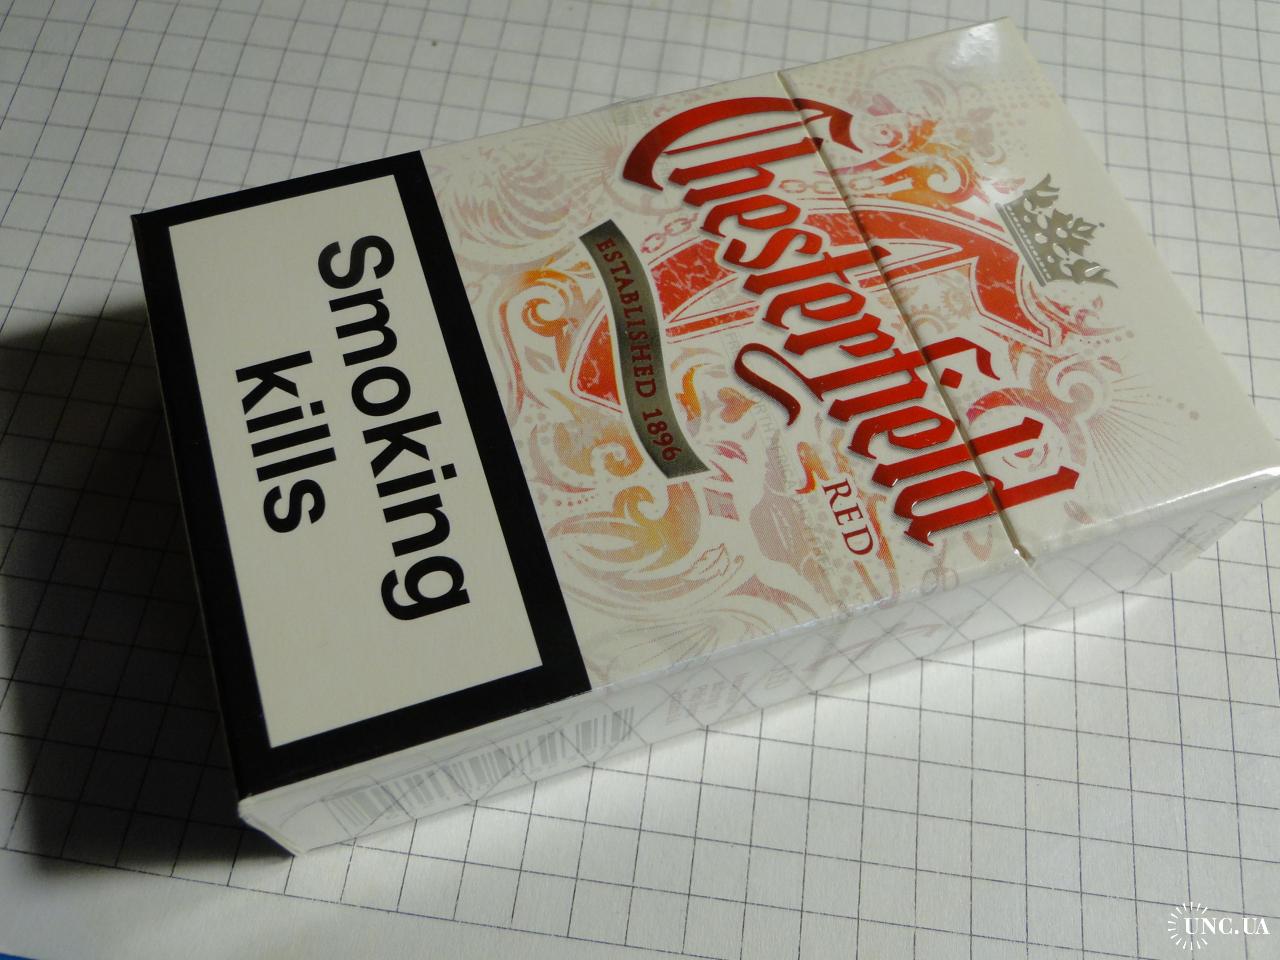 Chesterfield
RED
ESTABLISHED 1896
Smoking
kills
UNC.UA